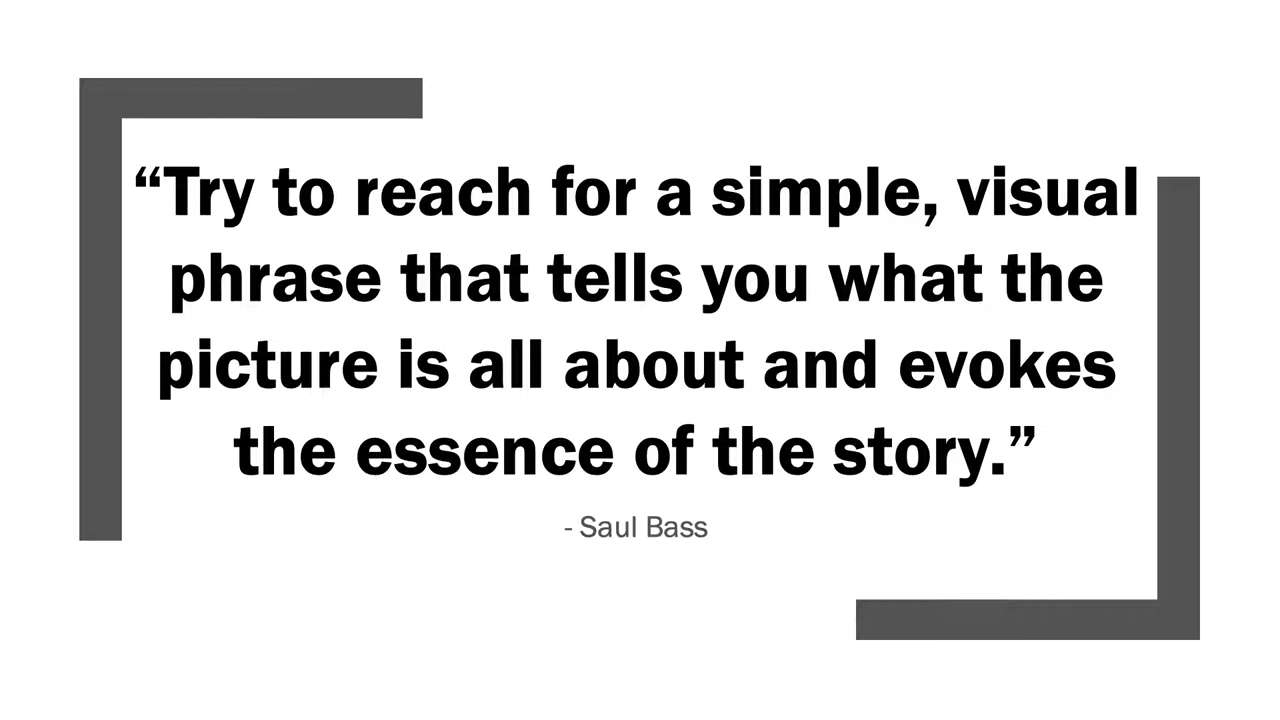 “Try to reach for a simple, visual
phrase that tells you what the
picture is all about and evokes
the essence of the story.”
- Saul Bass